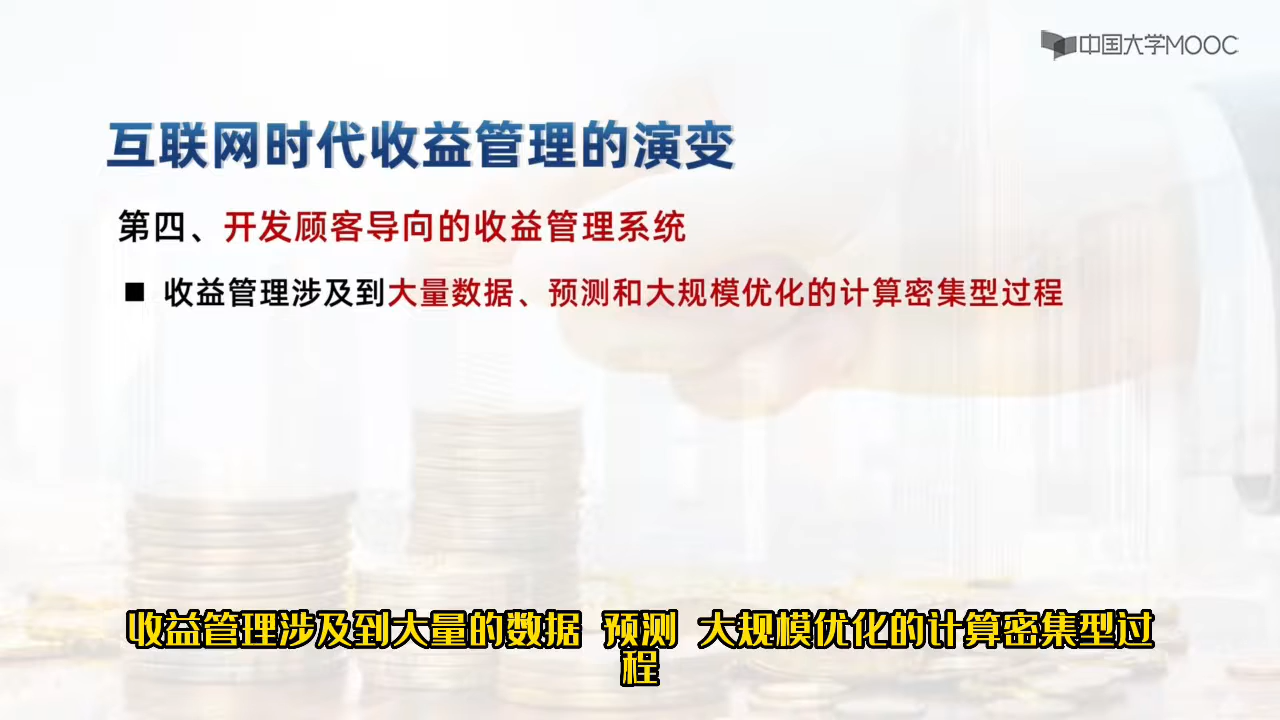 中国大学MOOC
互联网时代收益管理的演变
第四、开发顾客导向的收益管理系统
■ 收益管理涉及到大量数据、预测和大规模优化的计算密集型过程
收益管理涉及到大量的数据 预测 大规模优化的计算密集型过
程